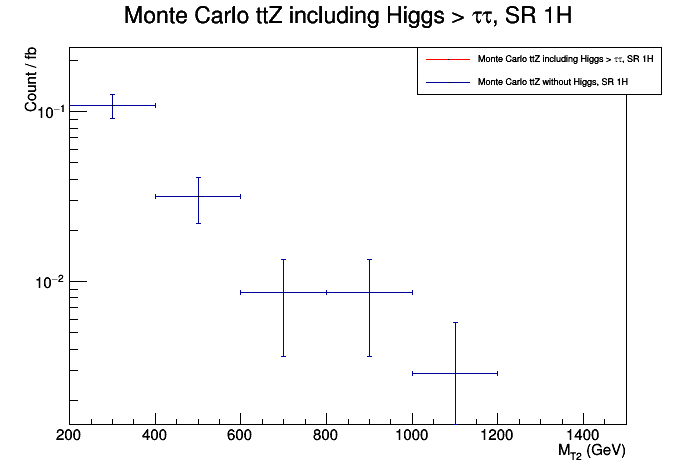 Monte Carlo ttZ including Higgs > ττ, SR 1H
Count / fb
Monte Carlo ttZ including Higgs > ττ, SR 1H
Monte Carlo ttZ without Higgs, SR 1H
10⁻¹
10⁻²
200 400 600 800 1000 1200 1400
M_T2 (GeV)